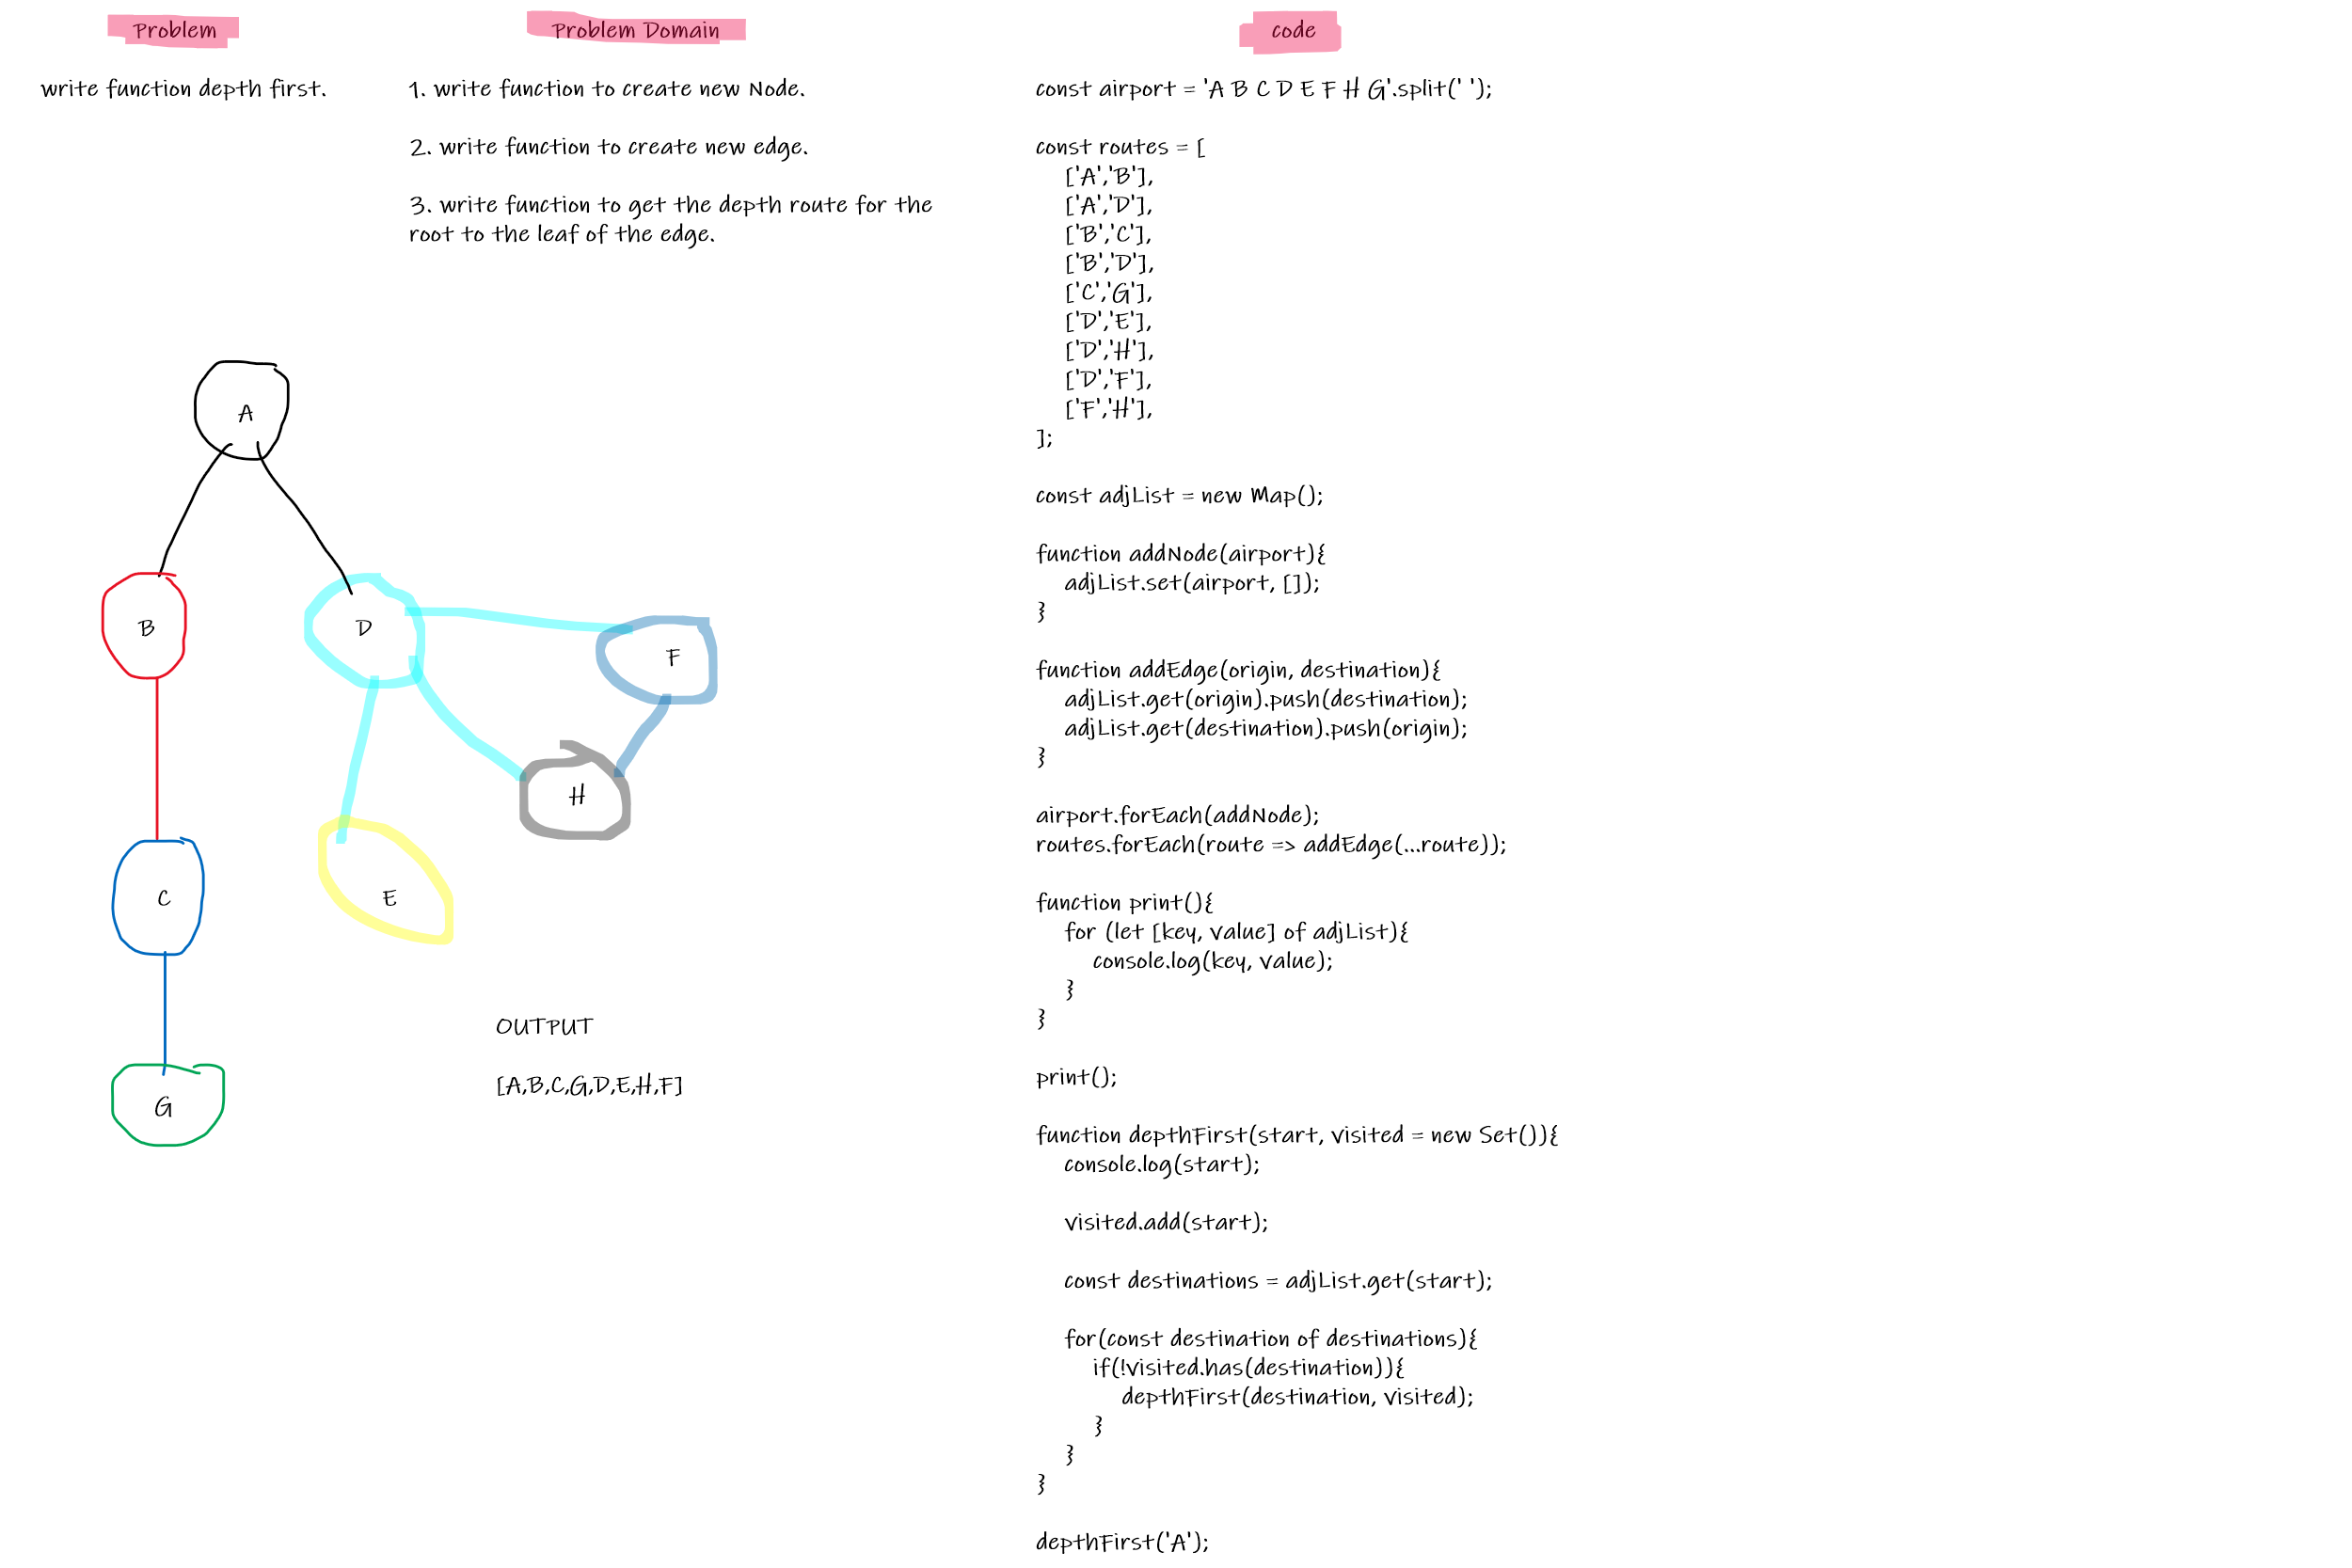 Problem
write function depth first.
Problem Domain
1. write function to create new Node.
2. write function to create new edge.
3. write function to get the depth route for the
root to the leaf of the edge.
A
B
D
F
H
C
E
G
OUTPUT
[A,B,C,G,D,E,H,F]
code
const airport = 'A B C D E F H G'.split(' ');
const routes = [
['A','B'],
['A','D'],
['B','C'],
['B','D'],
['C','G'],
['D','E'],
['D','H'],
['D','F'],
['F','H'],
];
const adjList = new Map();
function addNode(airport){
adjList.set(airport, []);
}
function addEdge(origin, destination){
adjList.get(origin).push(destination);
adjList.get(destination).push(origin);
}
airport.forEach(addNode);
routes.forEach(route => addEdge(...route));
function print(){
for (let [key, value] of adjList){
console.log(key, value);
}
}
print();
function depthFirst(start, visited = new Set()){
console.log(start);
visited.add(start);
const destinations = adjList.get(start);
for(const destination of destinations){
if(!visited.has(destination)){
depthFirst(destination, visited);
}
}
}
depthFirst('A');